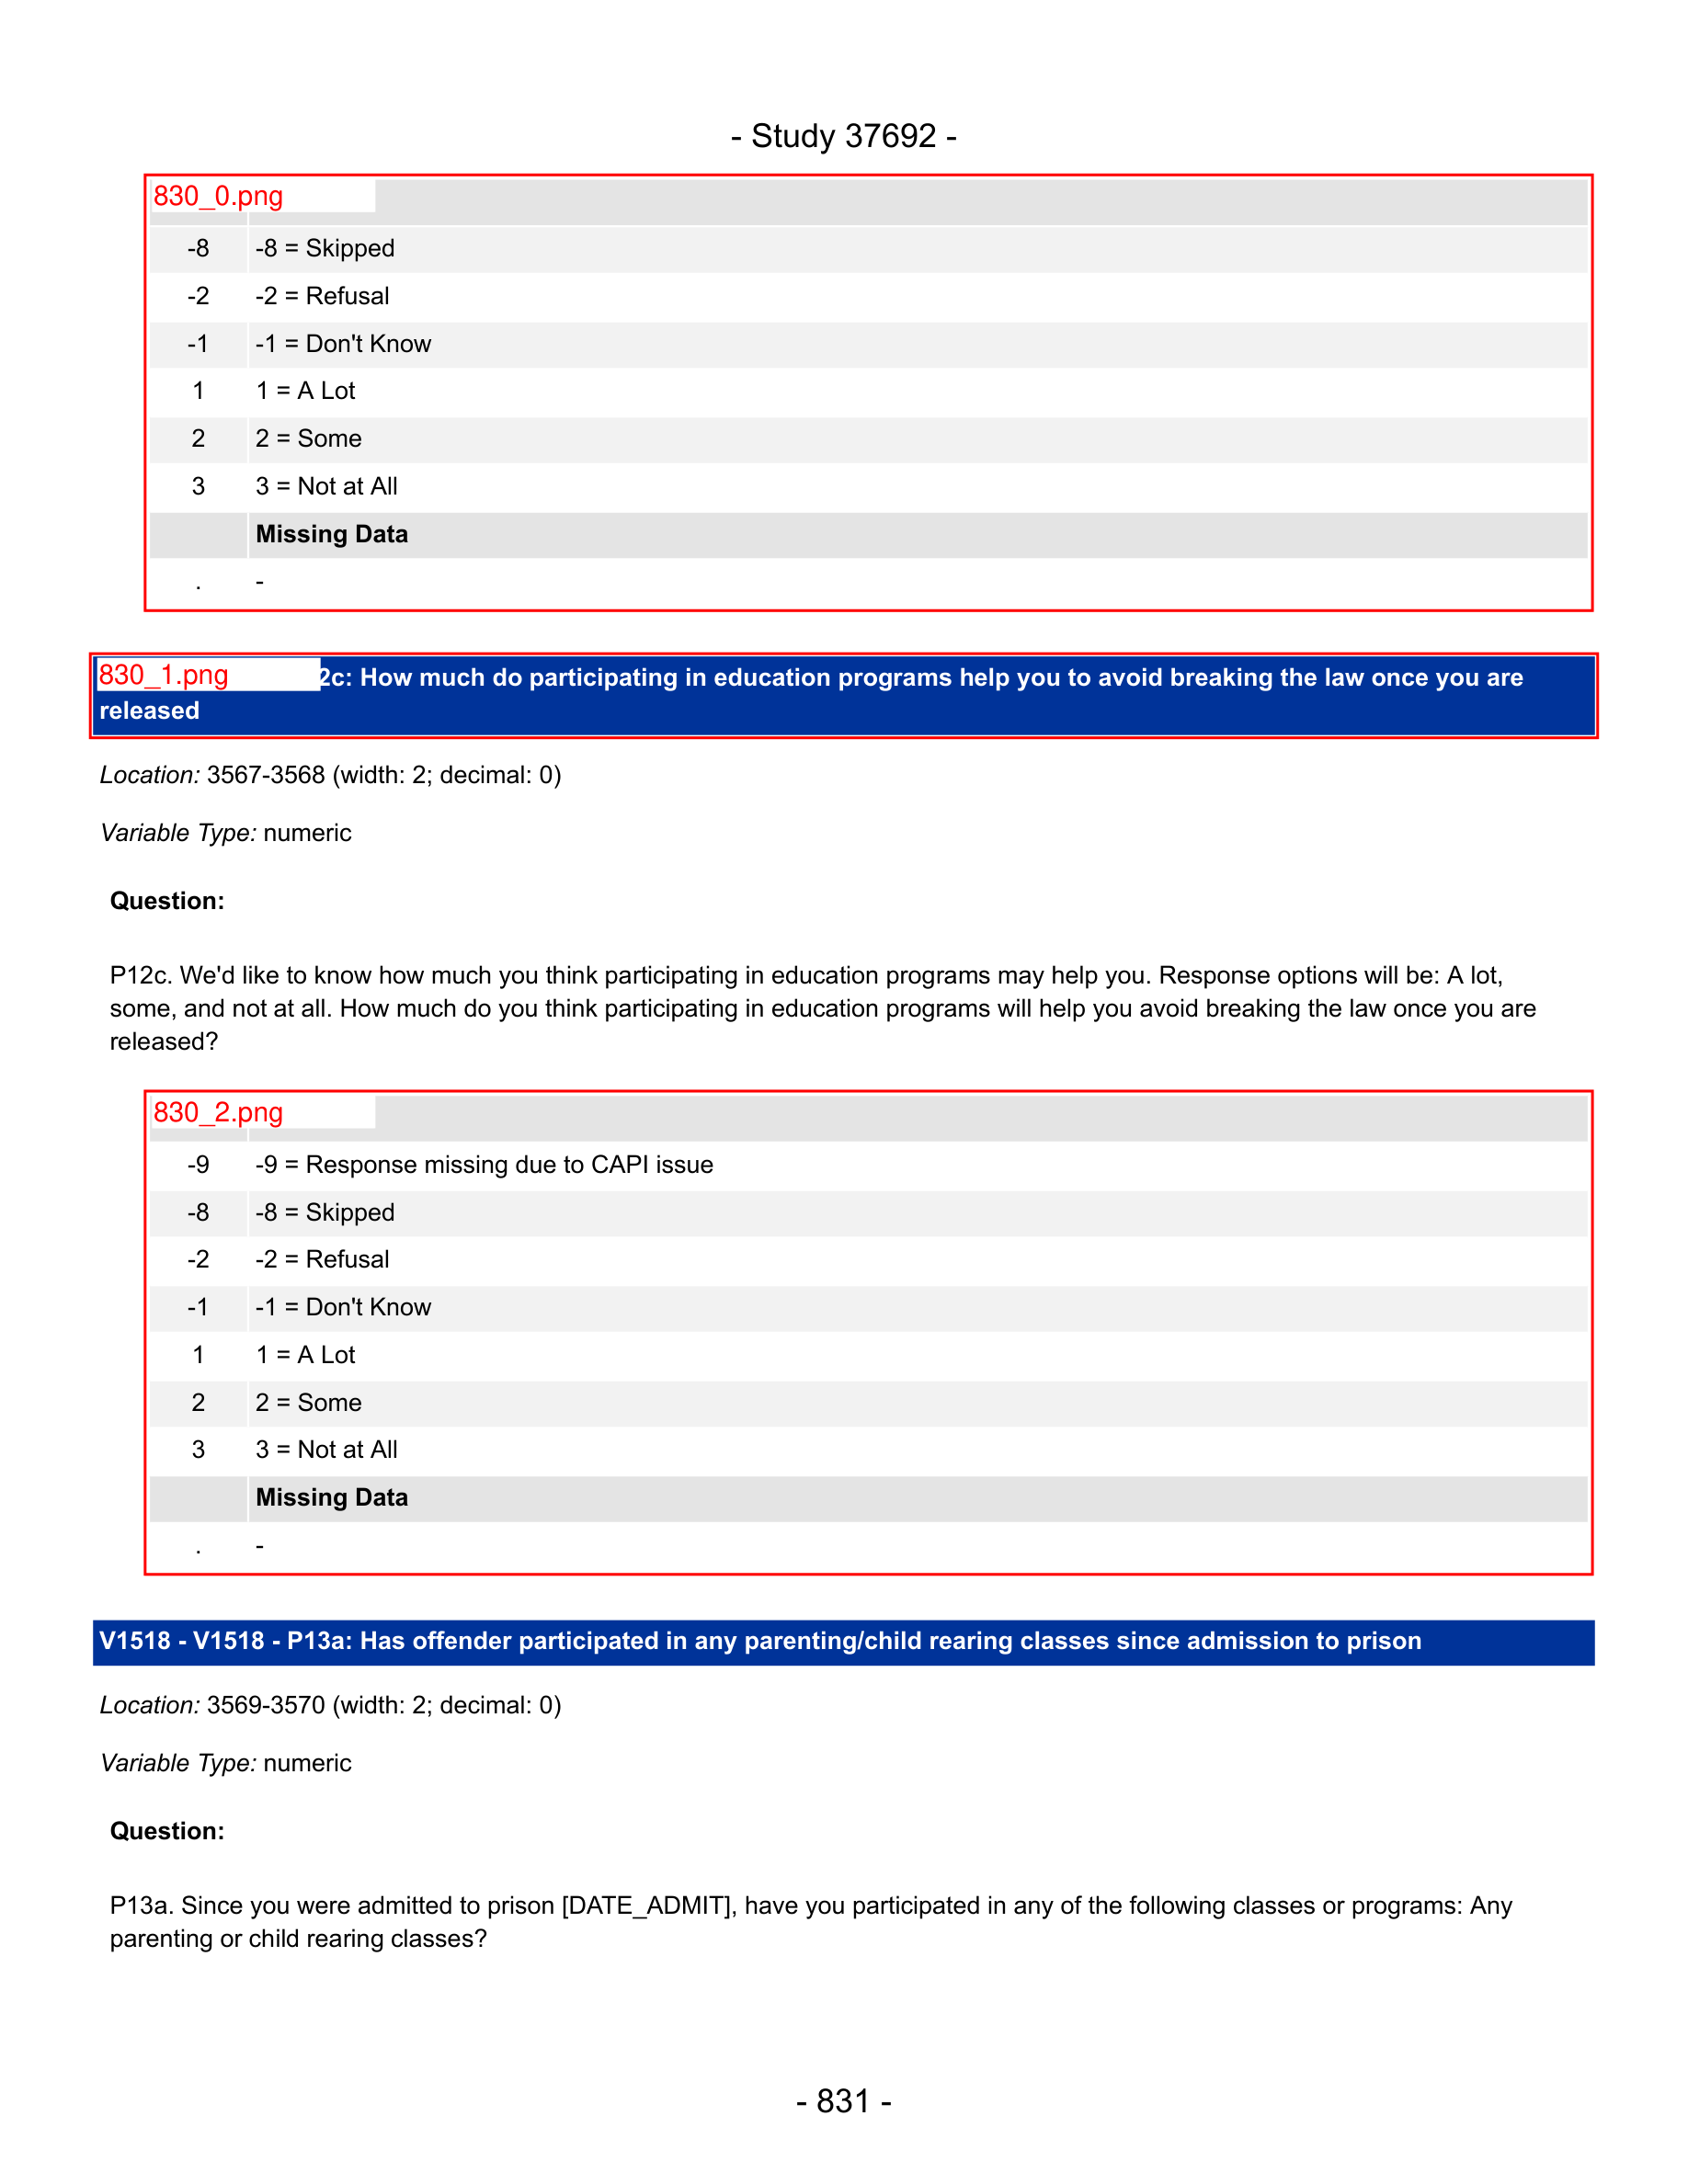 - Study 37692 -
830_0.png
-8 -8 = Skipped
-2 -2 = Refusal
-1 -1 = Don't Know
1 1 = A Lot
2 2 = Some
3 3 = Not at All
Missing Data
. -
830_1.png 2c: How much do participating in education programs help you to avoid breaking the law once you are
released
Location: 3567-3568 (width: 2; decimal: 0)
Variable Type: numeric
Question:
P12c. We'd like to know how much you think participating in education programs may help you. Response options will be: A lot,
some, and not at all. How much do you think participating in education programs will help you avoid breaking the law once you are
released?
830_2.png
-9 -9 = Response missing due to CAPI issue
-8 -8 = Skipped
-2 -2 = Refusal
-1 -1 = Don't Know
1 1 = A Lot
2 2 = Some
3 3 = Not at All
Missing Data
. -
V1518 - V1518 - P13a: Has offender participated in any parenting/child rearing classes since admission to prison
Location: 3569-3570 (width: 2; decimal: 0)
Variable Type: numeric
Question:
P13a. Since you were admitted to prison [DATE_ADMIT], have you participated in any of the following classes or programs: Any
parenting or child rearing classes?
- 831 -